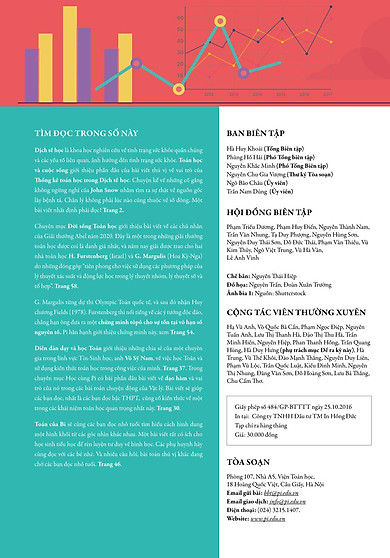 TÌM ĐỌC TRONG SỐ NÀY
Dịch tễ học là khoa học nghiên cứu về tình trạng sức khỏe quần chúng
và các yếu tố liên quan, ảnh hưởng đến tình trạng sức khỏe. Toán học
và cuộc sống giới thiệu phần đầu của bài viết thú vị về vai trò của
Thống kê toán học trong Dịch tễ học. Chuyện kể về những cố gắng
không ngừng nghỉ của John Snow nhằm tìm ra sự thật về nguồn gốc
lây bệnh tả. Chân lý không phải lúc nào cũng thuộc về số đông. Một
bài viết nhất định phải đọc! Trang 2.
Chuyên mục Đời sống Toán học giới thiệu bài viết về các chủ nhân
của Giải thưởng Abel năm 2020. Đây là một trong những giải thưởng
toán học được coi là danh giá nhất, và năm nay giải được trao cho hai
nhà toán học H. Furstenberg (Israel) và G. Margulis (Hoa Kỳ-Nga)
do những đóng góp "tiên phong cho việc sử dụng các phương pháp của
lý thuyết xác suất và động lực học trong lý thuyết nhóm, lý thuyết số và
tổ hợp". Trang 58.
G. Margulis từng dự thi Olympic Toán quốc tế, và sau đó nhận Huy
chương Fields (1978). Furstenberg thì nổi tiếng về các ý tưởng độc đáo,
chẳng hạn ông đưa ra một chứng minh tôpô cho sự tồn tại vô hạn số
nguyên tố. Pi hân hạnh giới thiệu chứng minh này, xem Trang 54.
Diễn đàn dạy và học Toán giới thiệu những chia sẻ của một chuyên
gia trong lĩnh vực Tin-Sinh học, anh Võ Sỹ Nam, về việc học Toán và
sử dụng kiến thức toán học trong công việc của mình. Trang 37. Trong
chuyên mục Học cùng Pi có bài phần đầu bài viết về đạo hàm và vai
trò của nó trong các bài toán chuyển động của Vật lý. Bài viết sẽ giúp
các bạn đọc, nhất là các bạn đọc bậc THPT, củng cố kiến thức về một
trong các khái niệm toán học quan trọng nhất này. Trang 30.
Toán của Bi sẽ cùng các bạn đọc nhỏ tuổi tìm hiểu cách hình dung
một hình khối từ các góc nhìn khác nhau. Một bài viết rất có ích cho
học sinh tiểu học để rèn luyện tư duy về hình học. Các phụ huynh hãy
cùng đọc với các bé nhé. Và nhiều câu hỏi, bài toán thú vị khác đang
chờ các bạn đọc nhỏ tuổi. Trang 46.
BAN BIÊN TẬP
Hà Huy Khoái (Tổng Biên tập)
Phùng Hồ Hải (Phó Tổng biên tập)
Nguyễn Khắc Minh (Phó Tổng biên tập)
Nguyễn Chu Gia Vượng (Thư ký Tòa soạn)
Ngô Bảo Châu (Ủy viên)
Trần Nam Dũng (Ủy viên)
HỘI ĐỒNG BIÊN TẬP
Phạm Triều Dương, Phạm Huy Điển, Nguyễn Thành Nam,
Trần Văn Nhung, Tạ Duy Phượng, Nguyễn Hùng Sơn,
Nguyễn Duy Thái Sơn, Đỗ Đức Thái, Phạm Văn Thiều, Vũ
Kim Thủy, Ngô Việt Trung, Vũ Hà Văn,
Lê Anh Vinh
Chế bản: Nguyễn Thái Hiệp
Đồ họa: Nguyễn Trần, Đoàn Xuân Trường
Ảnh bìa 1: Nguồn: Shutterstock
CỘNG TÁC VIÊN THƯỜNG XUYÊN
Hạ Vũ Anh, Võ Quốc Bá Cẩn, Phạm Ngọc Điệp, Nguyễn
Tuấn Anh, Lưu Thị Thanh Hà, Đào Thị Thu Hà, Trần
Minh Hiền, Nguyễn Hiệp, Phan Thanh Hồng, Trần Quang
Hùng, Hà Duy Hưng (phụ trách mục Đề ra kỳ này), Hà
Trung, Vũ Thế Khôi, Đào Mạnh Thắng, Nguyễn Duy Liên,
Phạm Vũ Lộc, Trần Quốc Luật, Kiều Đình Minh, Nguyễn
Thị Nhung, Đặng Văn Sơn, Đỗ Hoàng Sơn, Lưu Bá Thắng,
Chu Cẩm Thơ.
Giấy phép số 484/GP-BTTTT ngày 25.10.2016
In tại: Công ty TNHH Đầu tư TM In Hồng Đức
Tạp chí ra hàng tháng
Giá: 30,000 đồng
TÒA SOẠN
Phòng 107, Nhà A5, Viện Toán học,
18 Hoàng Quốc Việt, Cầu Giấy, Hà Nội
Email gửi bài: bbt@pi.edu.vn
Email giao dịch: info@pi.edu.vn
Điện thoại: (024) 3215.1407.
Website: www.pi.edu.vn